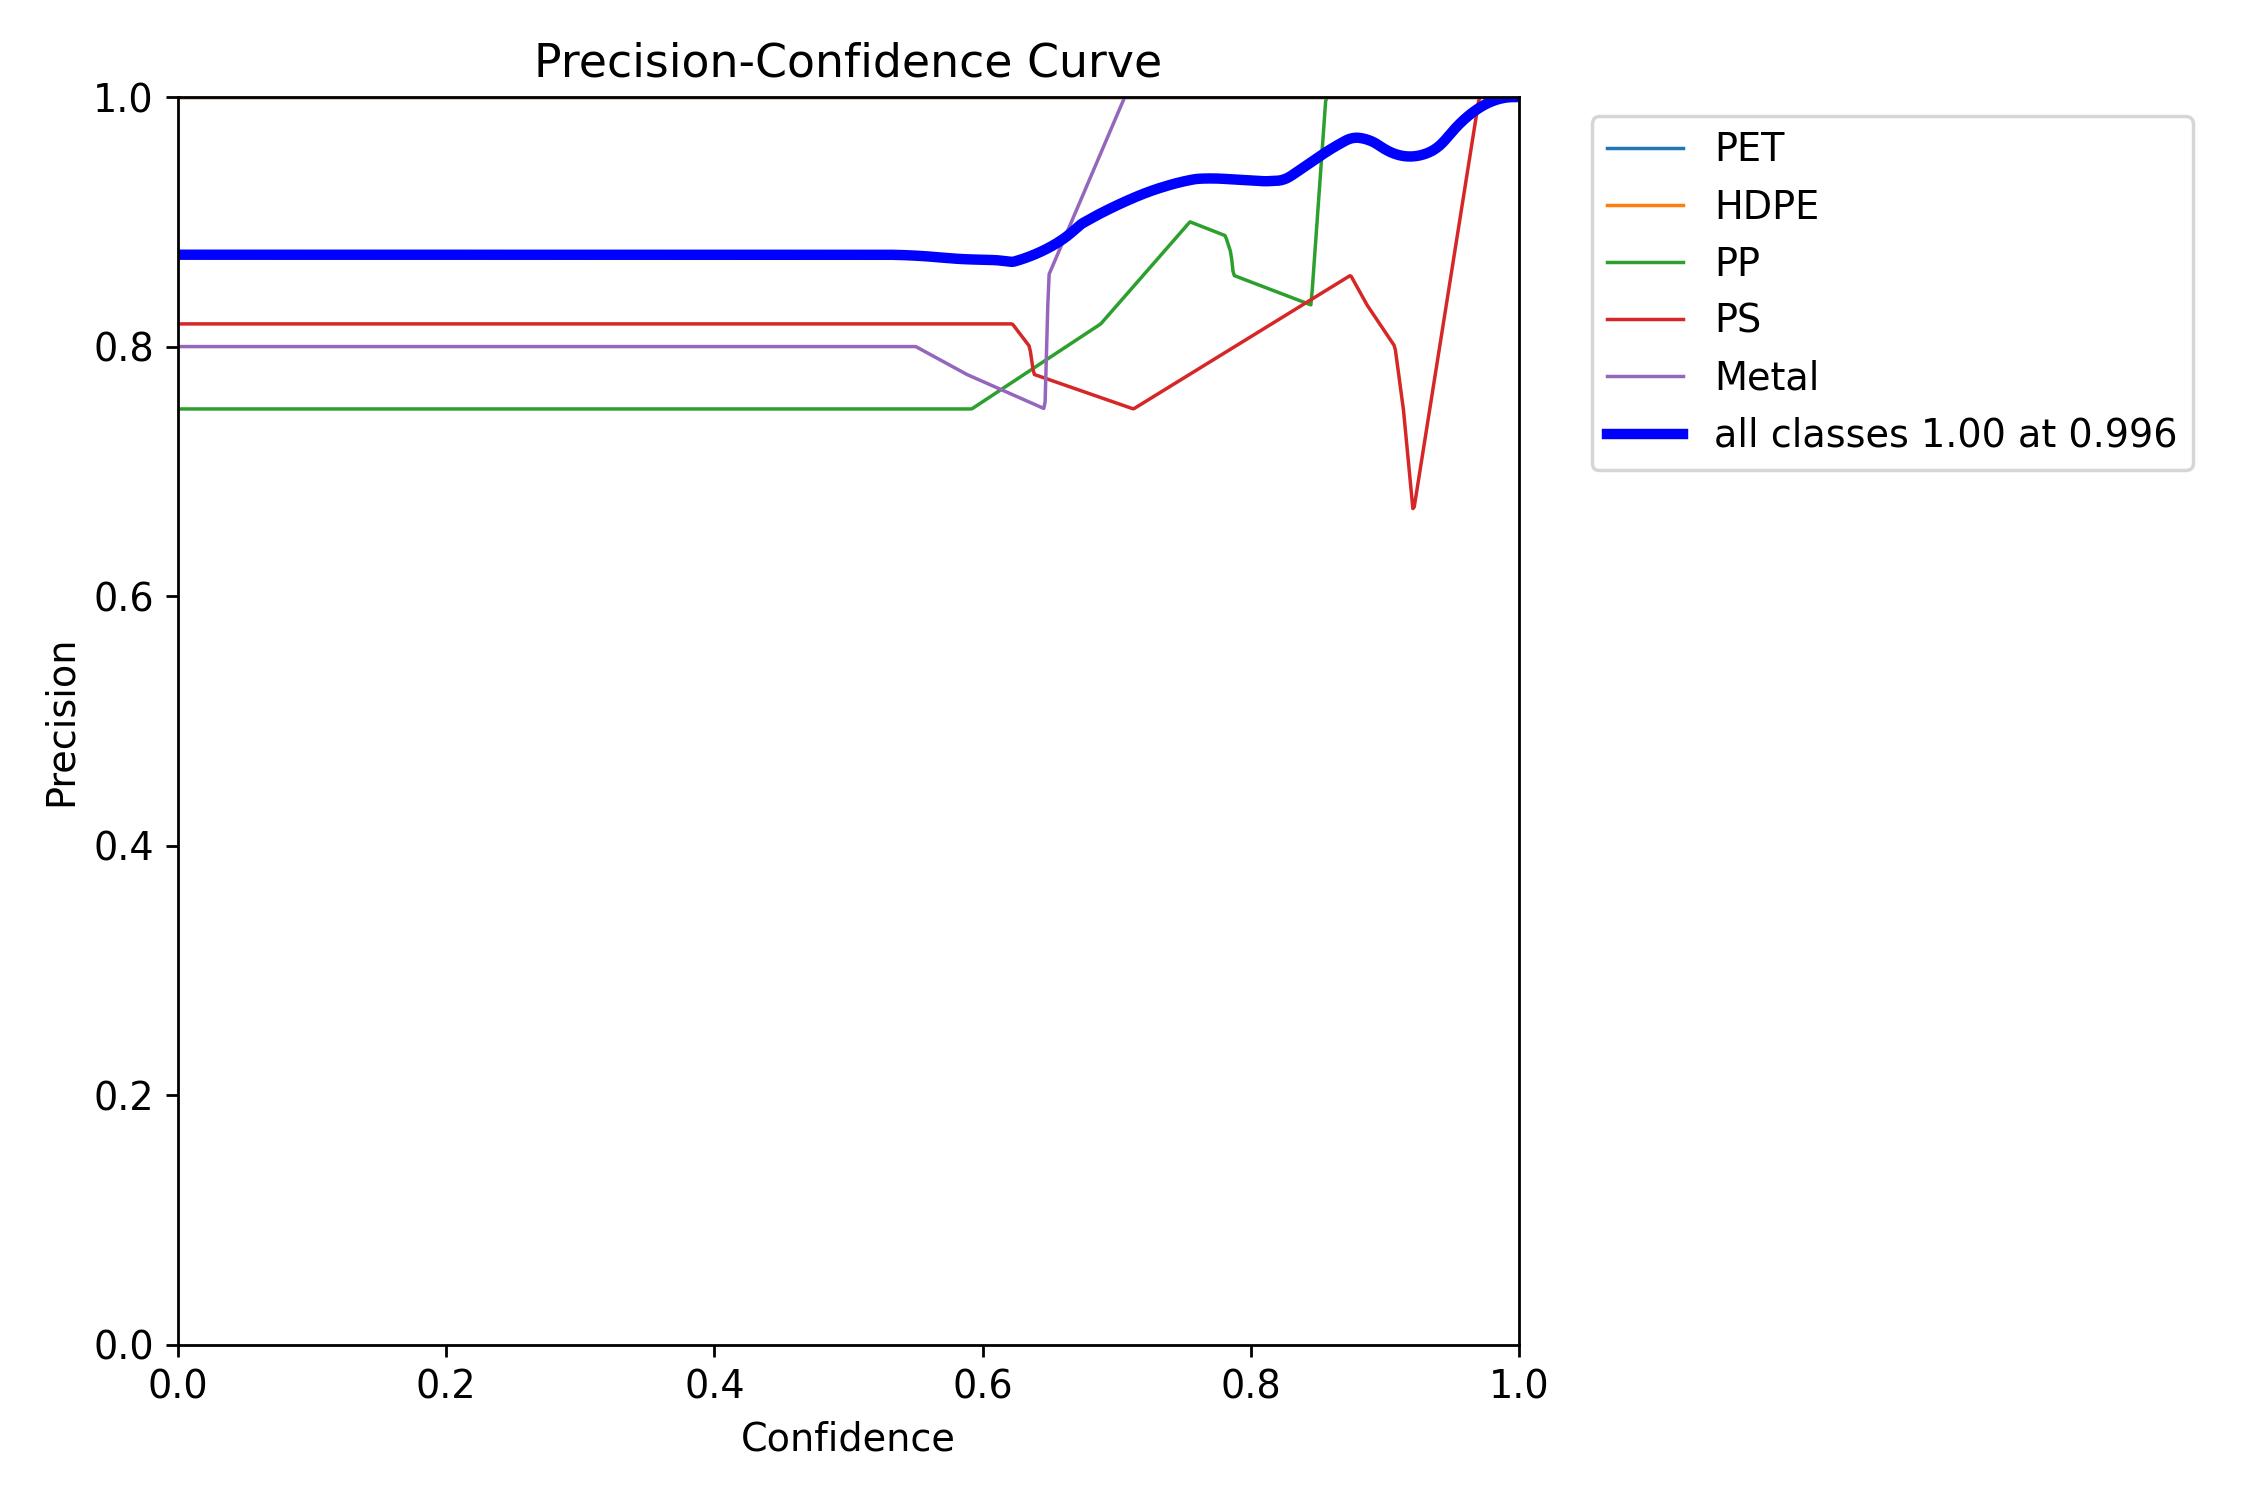 Precision-Confidence Curve
1.0
0.8
0.6
0.4
0.2
0.0
Precision
0.0 0.2 0.4 0.6 0.8 1.0
Confidence
PET
HDPE
PP
PS
Metal
all classes 1.00 at 0.996